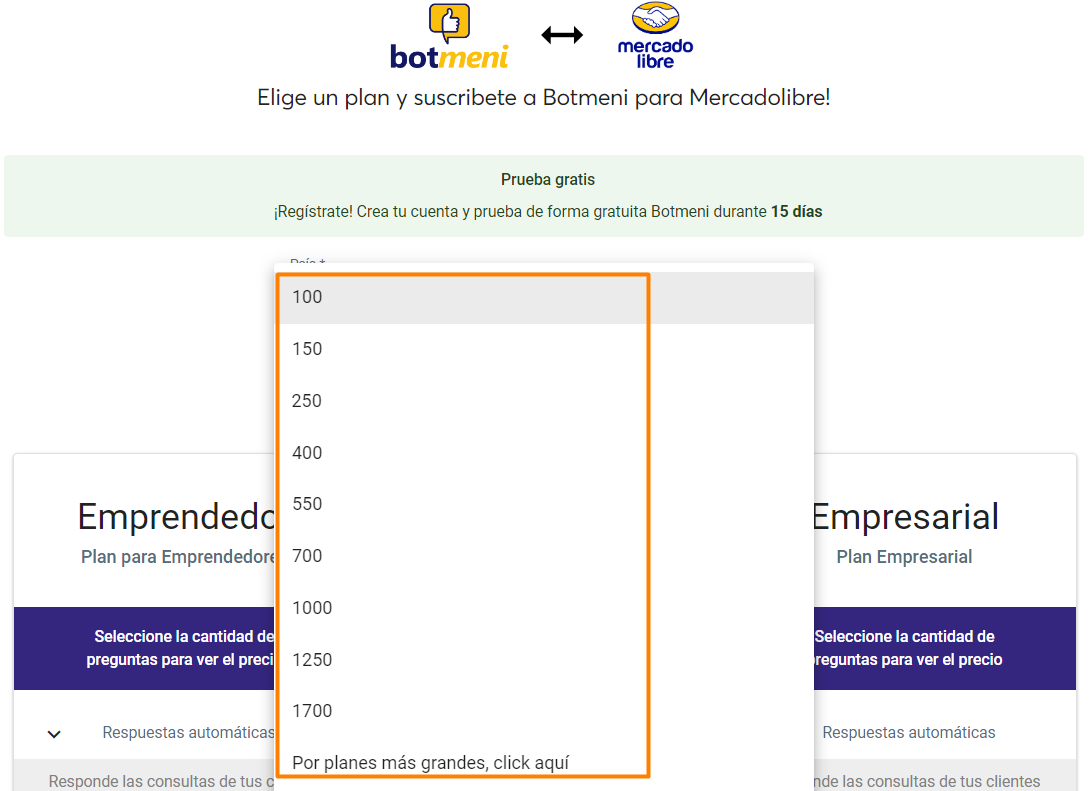 botmeni
mercado
libre
Elige un plan y suscribete a Botmeni para Mercadolibre!
Prueba gratis
¡Regístrate! Crea tu cuenta y prueba de forma gratuita Botmeni durante 15 días
País *
100
150
250
400
550
700
1000
1250
1700
Por planes más grandes, click aquí
Emprendedo
Plan para Emprendedore
Seleccione la cantidad de
preguntas para ver el preci
Respuestas automáticas
Responde las consultas de tus c
Empresarial
Plan Empresarial
Seleccione la cantidad de
preguntas para ver el precio
Respuestas automáticas
nde las consultas de tus clientes